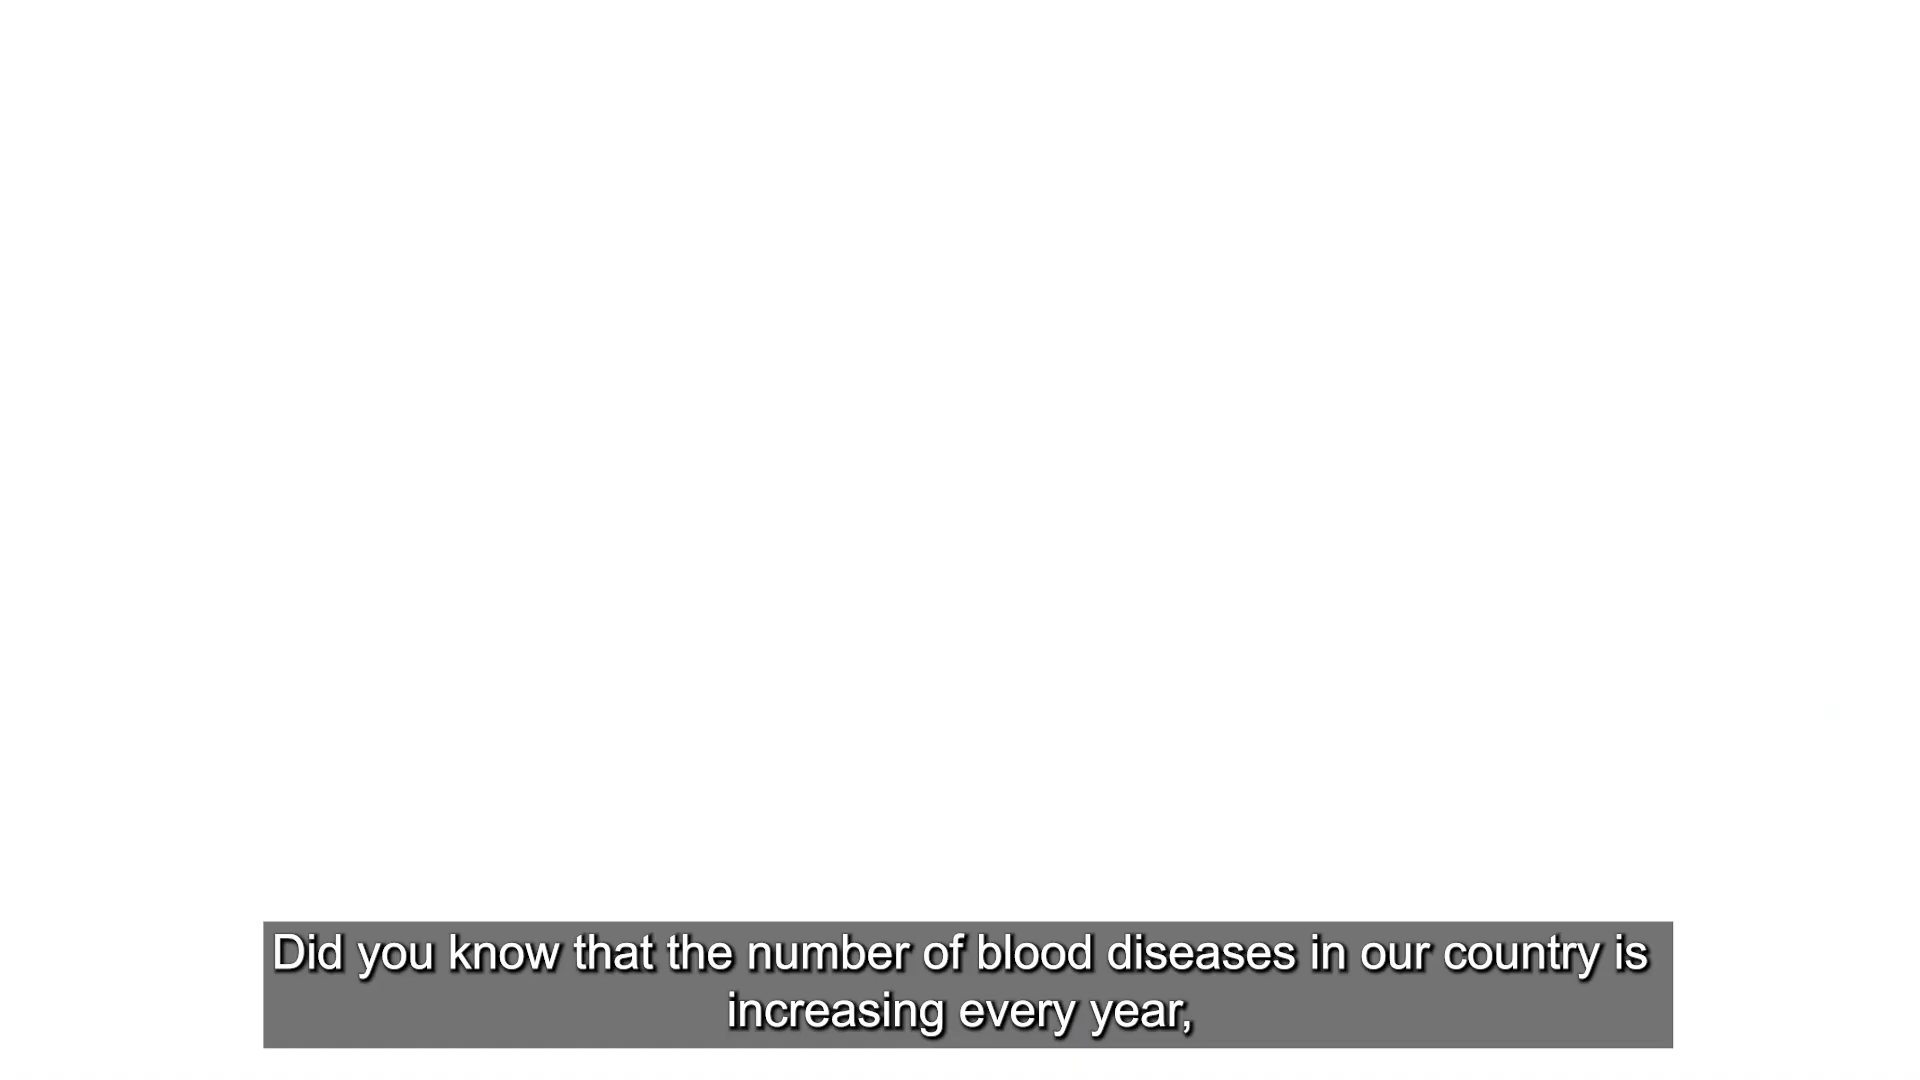 Did you know that the number of blood diseases in our country is
increasing every year,